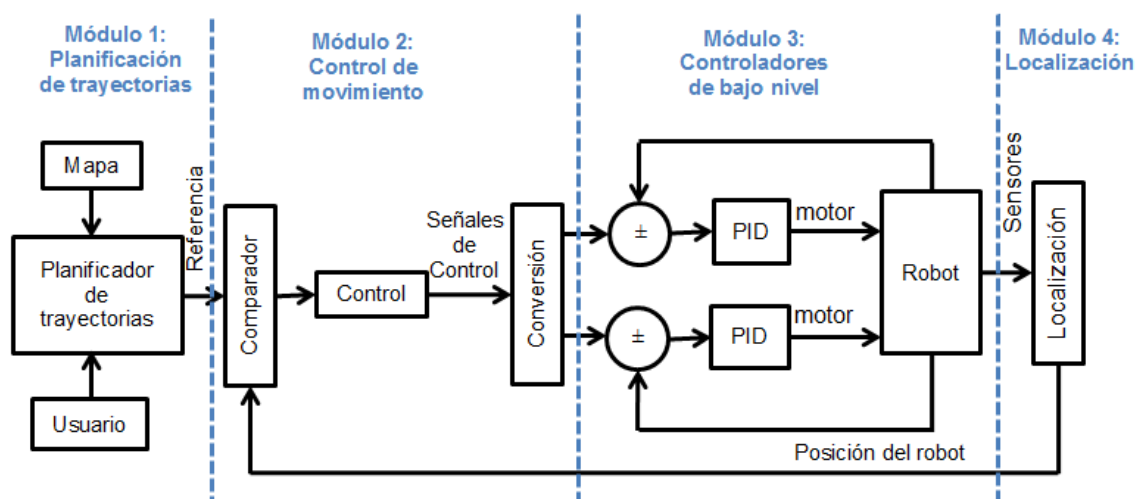 Módulo 1:
Planificación
de trayectorias
Módulo 2:
Control de
movimiento
Módulo 3:
Controladores
de bajo nivel
Módulo 4:
Localización
Mapa
Planificador
de
trayectorias
Usuario
Referencia
Comparador
Control
Señales
de
Control
Conversión
±
PID
motor
±
PID
motor
Robot
Sensores
Localización
Posición del robot